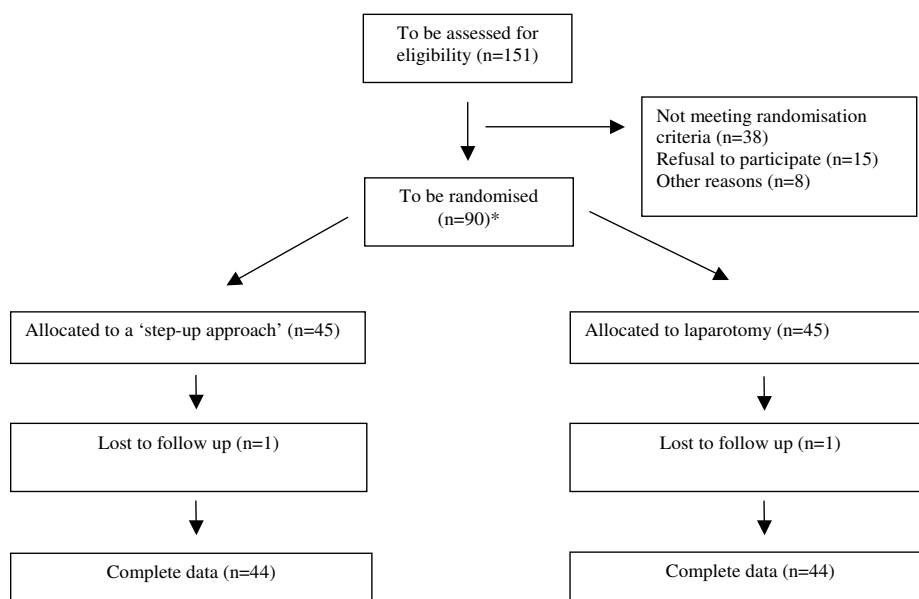 To be assessed for
eligibility (n=151)
Not meeting randomisation
criteria (n=38)
Refusal to participate (n=15)
Other reasons (n=8)
To be randomised
(n=90)*
Allocated to a ‘step-up approach’ (n=45)
Allocated to laparotomy (n=45)
Lost to follow up (n=1)
Lost to follow up (n=1)
Complete data (n=44)
Complete data (n=44)